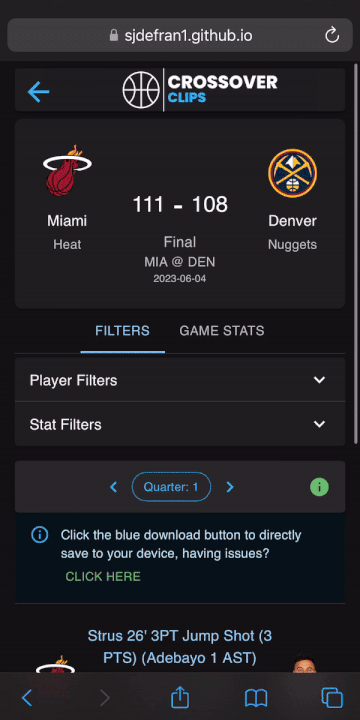 sjdefran1.github.io
CROSSOVER
CLIPS
111 - 108
Miami
Heat
Final
MIA @ DEN
2023-06-04
Denver
Nuggets
FILTERS
GAME STATS
Player Filters
Stat Filters
Quarter: 1
Click the blue download button to directly
save to your device, having issues?
CLICK HERE
Strus 26' 3PT Jump Shot (3
PTS) (Adebayo 1 AST)